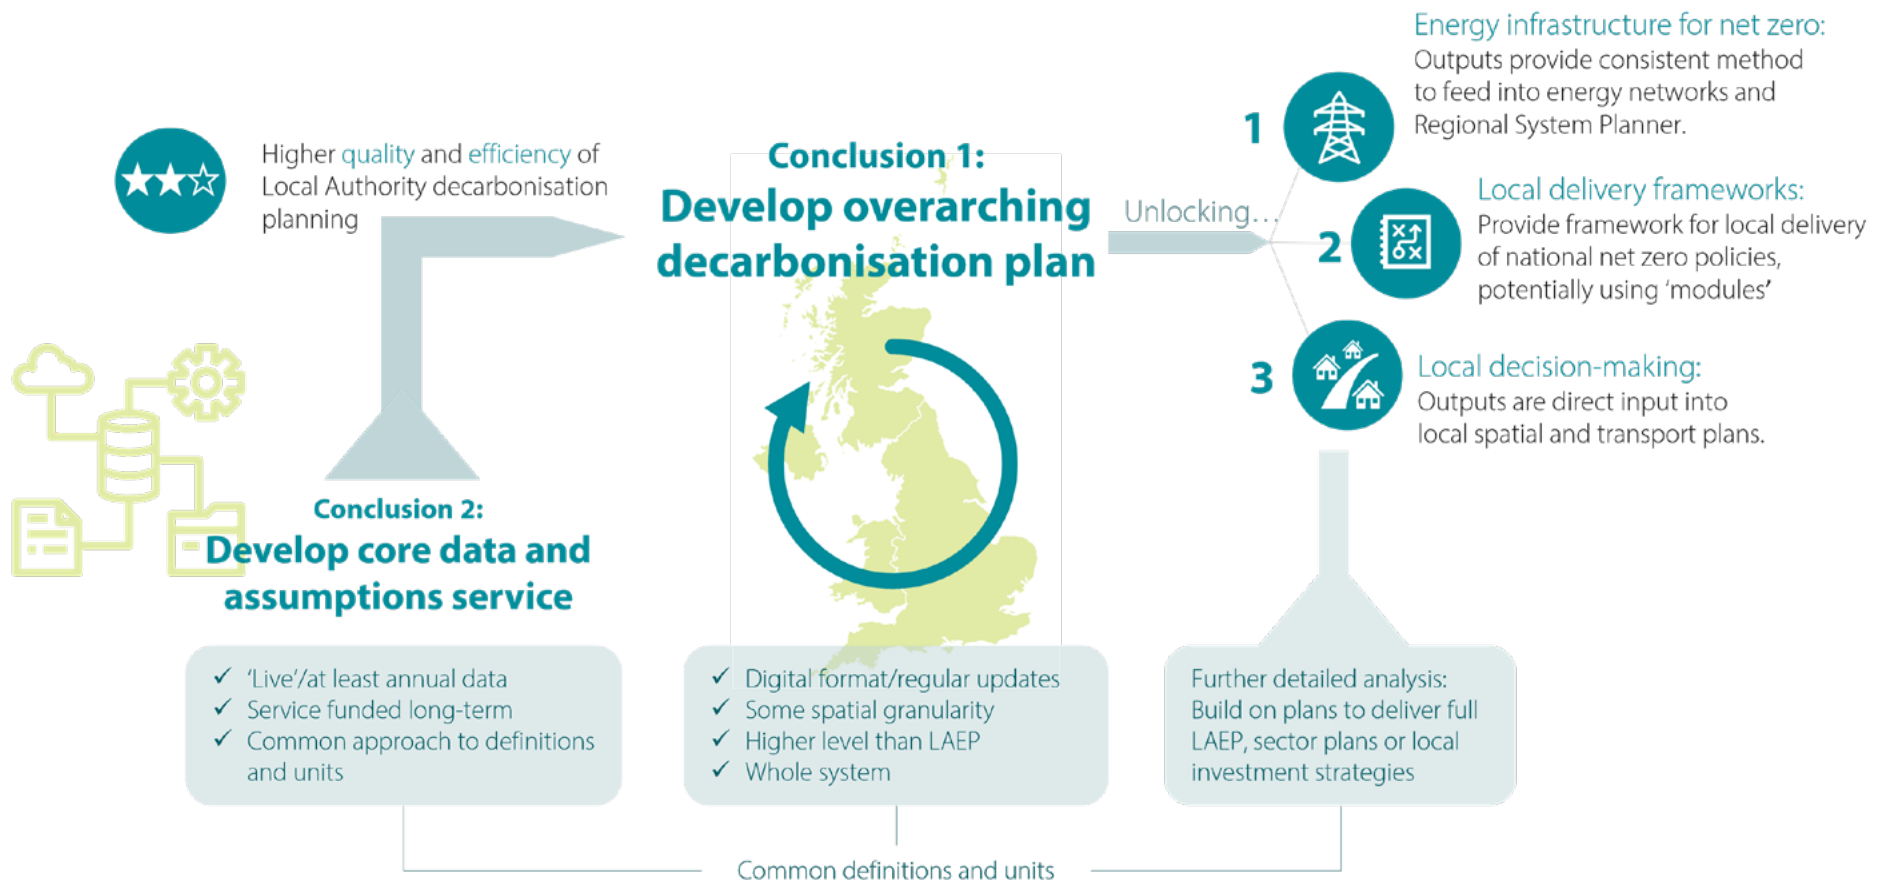 Higher quality and efficiency of
Local Authority decarbonisation
planning
Conclusion 2:
Develop core data and
assumptions service
✓ ‘Live’/at least annual data
✓ Service funded long-term
✓ Common approach to definitions
and units
Conclusion 1:
Develop overarching
decarbonisation plan
✓ Digital format/regular updates
✓ Some spatial granularity
✓ Higher level than LAEP
✓ Whole system
Unlocking...
1
Energy infrastructure for net zero:
Outputs provide consistent method
to feed into energy networks and
Regional System Planner.
2
Local delivery frameworks:
Provide framework for local delivery
of national net zero policies,
potentially using ‘modules’
3
Local decision-making:
Outputs are direct input into
local spatial and transport plans.
Further detailed analysis:
Build on plans to deliver full
LAEP, sector plans or local
investment strategies
Common definitions and units